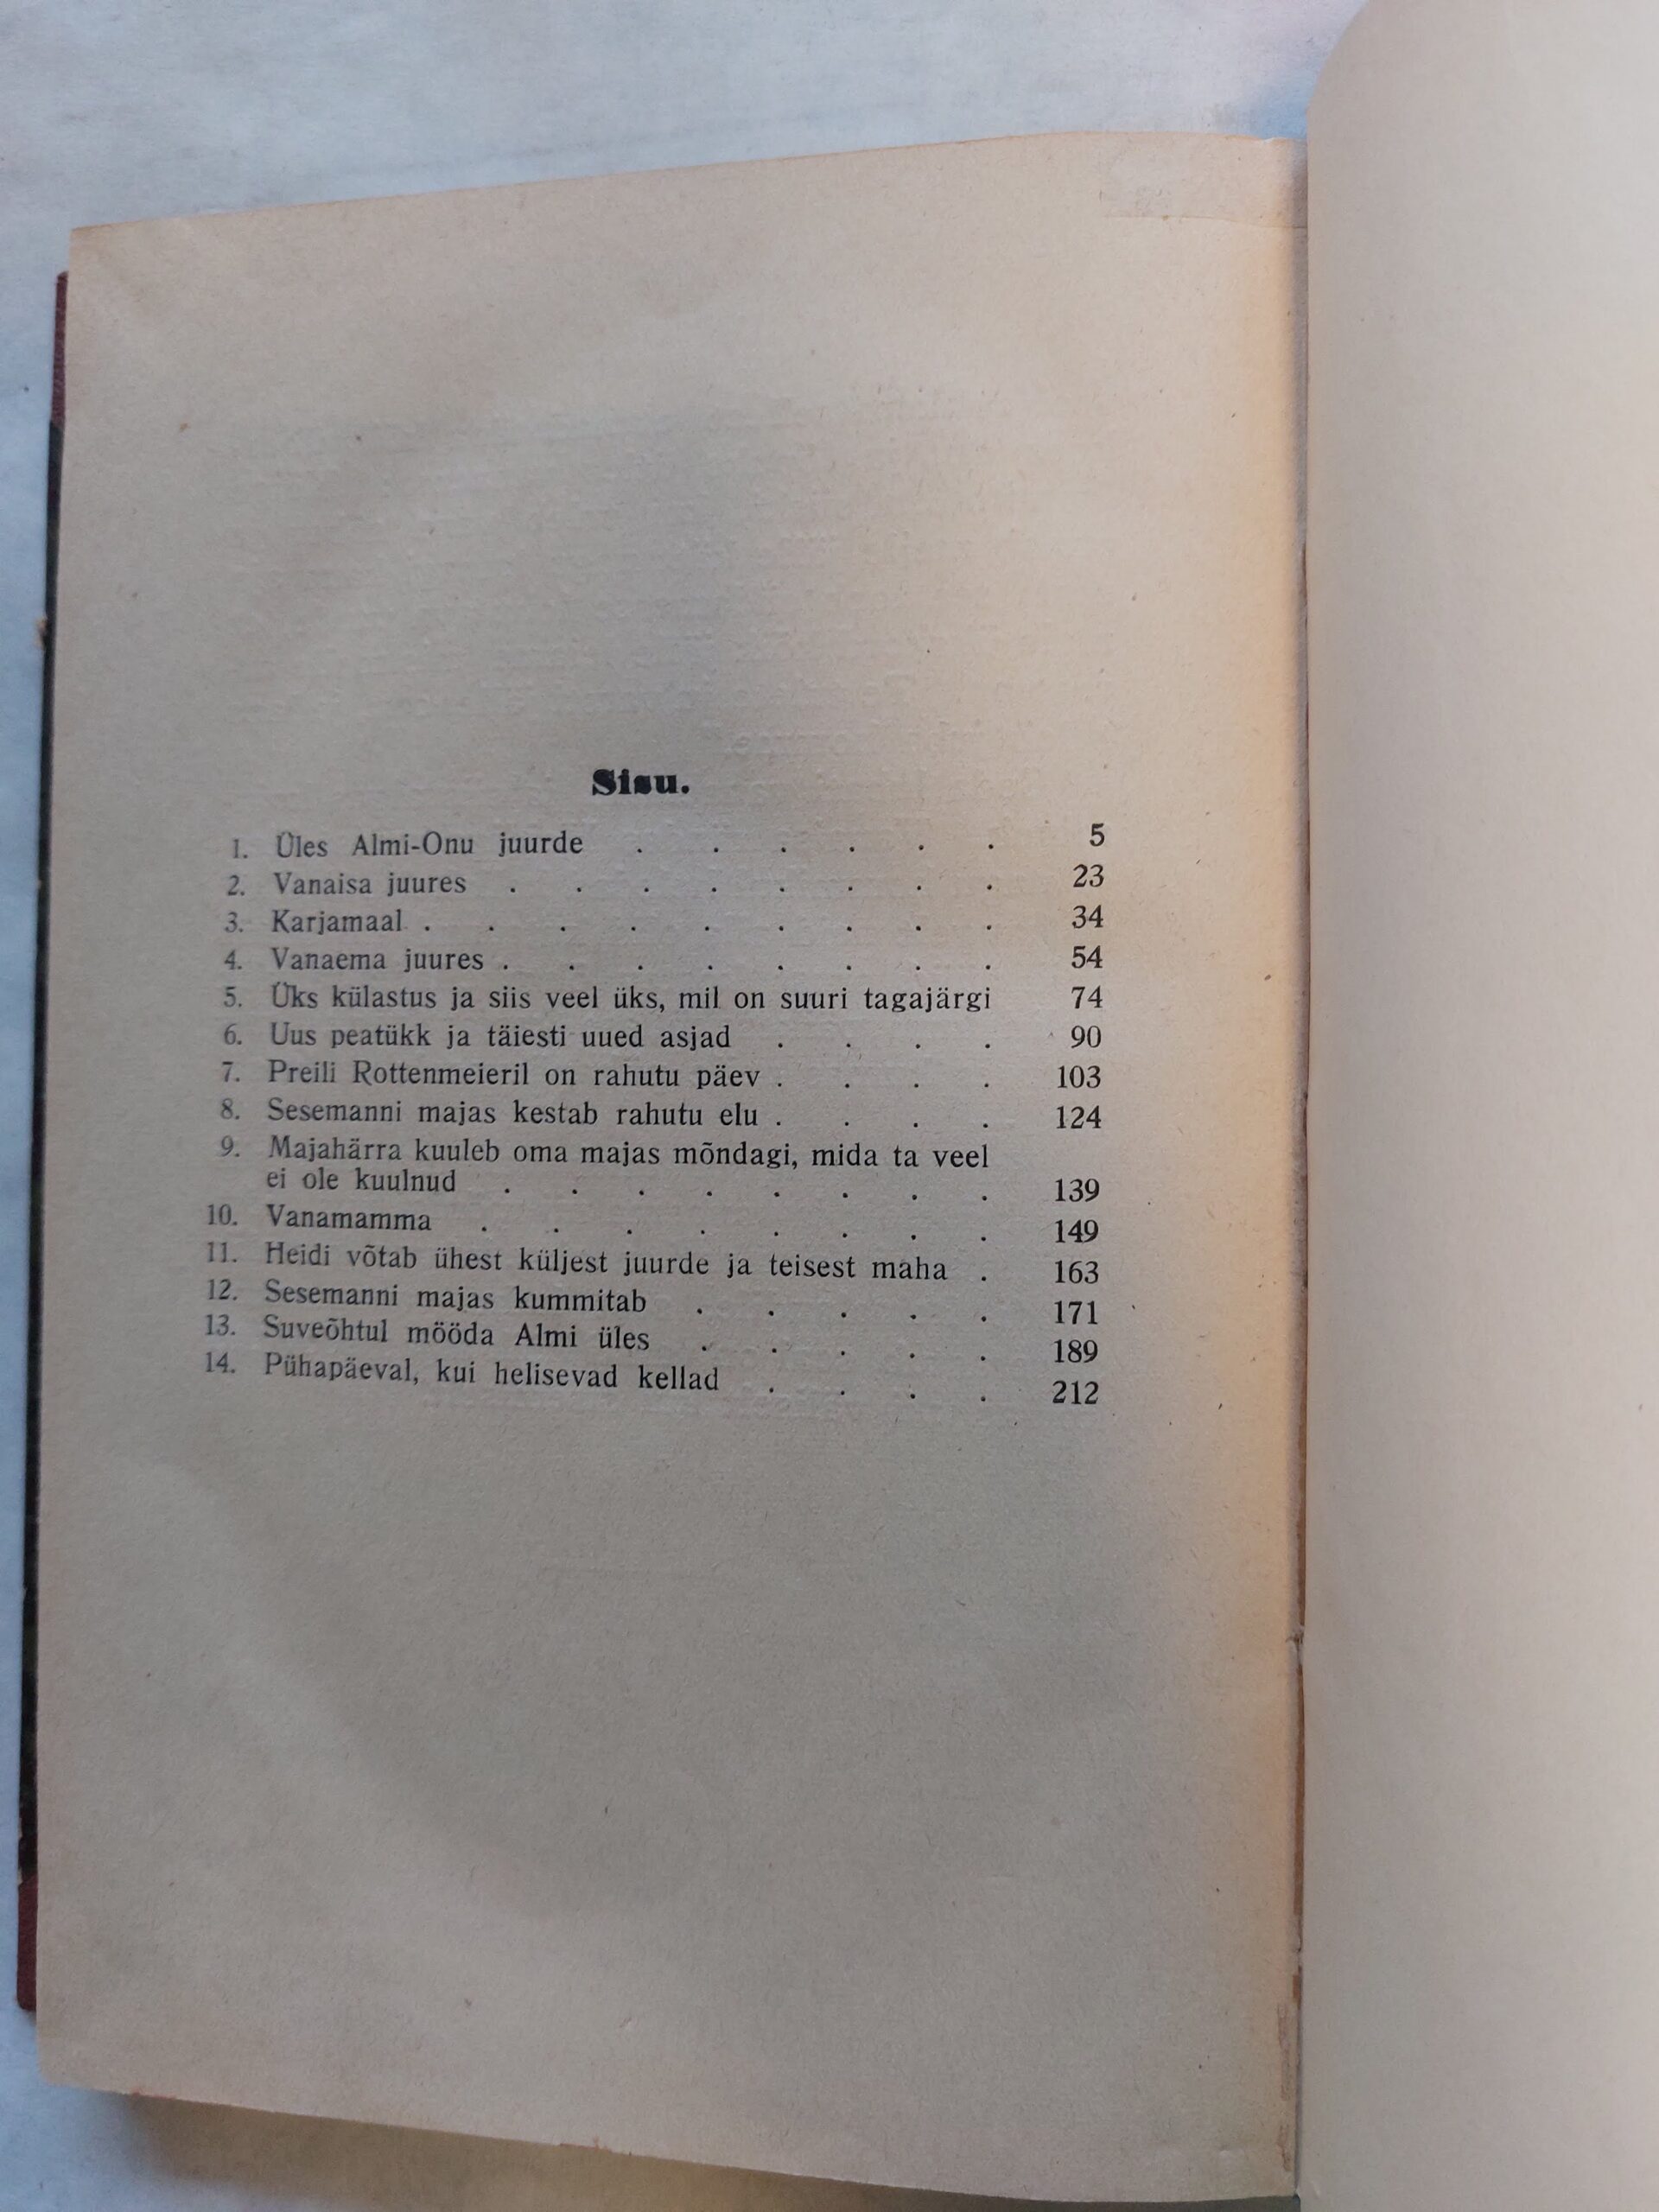 Sisu.
1. Üles Almi-Onu juurde . . . . . . 5
2. Vanaisa juures . . . . . . . . 23
3. Karjamaal . . . . . . . . . 34
4. Vanaema juures . . . . . . . . 54
5. Üks külastus ja siis veel üks, mil on suuri tagajärgi 74
6. Uus peatükk ja täiesti uued asjad . . . . 90
7. Preili Rottenmeieril on rahutu päev . . . . 103
8. Sesemanni majas kestab rahutu elu . . . . 124
9. Majahärra kuuleb oma majas mõndagi, mida ta veel
ei ole kuulnud . . . . . . . . 139
10. Vanamamma . . . . . . . . 149
11. Heidi võtab ühest küljest juurde ja teisest maha . 163
12. Sesemanni majas kummitab . . . . . 171
13. Suveõhtul mööda Almi üles . . . . . 189
14. Pühapäeval, kui helisevad kellad . . . . 212